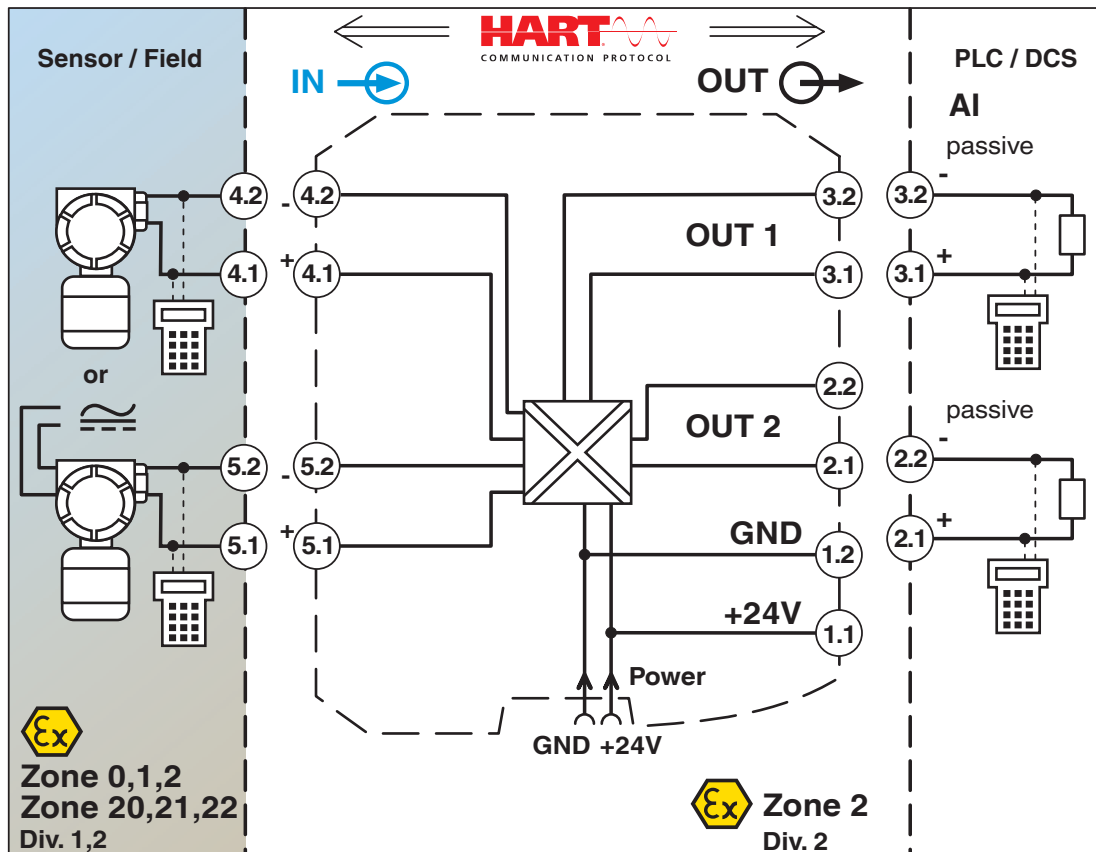 Sensor / Field
HART
COMMUNICATION PROTOCOL
PLC / DCS
IN
OUT
AI
passive
4.2
-
4.2
3.2
3.2
-
OUT 1
4.1
+
4.1
3.1
3.1
+
or
2.2
passive
OUT 2
5.2
-
5.2
2.1
2.2
-
5.1
+
5.1
GND
1.2
2.1
+
+24V
1.1
Power
GND +24V
Ex
Zone 0,1,2
Zone 20,21,22
Div. 1,2
Ex
Zone 2
Div. 2